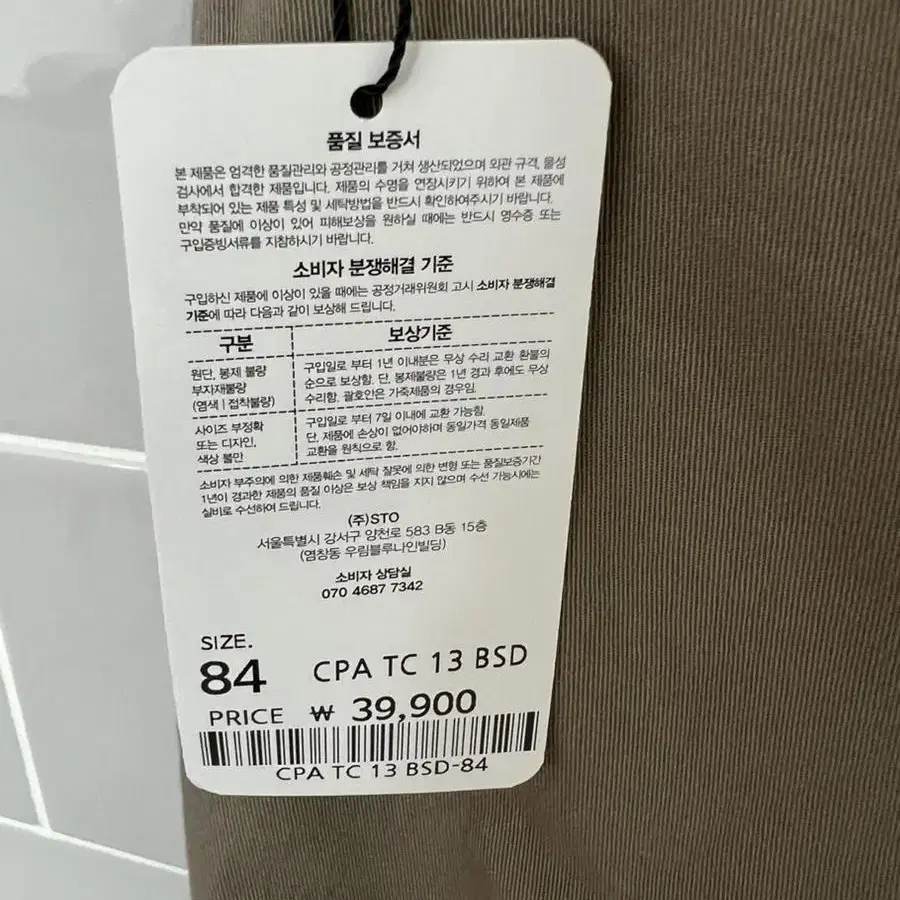 품질 보증서
본 제품은 엄격한 품질관리와 공정관리를 거쳐 생산되었으며 외관 규격, 물성
검사에서 합격한 제품입니다. 제품의 수명을 연장시키기 위하여 본 제품에
부착되어 있는 제품 특성 및 세탁방법을 반드시 확인하여주시기 바랍니다.
만약 품질에 이상이 있어 피해보상을 원하실 때에는 반드시 영수증 또는
구입증빙서류를 지참하시기 바랍니다.
소비자 분쟁해결 기준
구입하신 제품에 이상이 있을 때에는 공정거래위원회 고시 소비자 분쟁해결
기준에 따라 다음과 같이 보상해 드립니다.
구분
보상기준
원단, 봉제 불량
부자재불량
(염색 | 접착불량)
구입일로 부터 1년 이내분은 무상 수리 교환 환불의
순으로 보상함. 단, 봉제불량은 1년 경과 후에도 무상
수리함. 괄호안은 가죽제품의 경우임.
사이즈 부정확
또는 디자인,
색상 불만
구입일로 부터 7일 이내에 교환 가능함.
단, 제품에 손상이 없어야하며 동일가격 동일제품
교환을 원칙으로 함.
소비자 부주의에 의한 제품훼손 및 세탁 잘못에 의한 변형 또는 품질보증기간
1년이 경과한 제품의 품질 이상은 보상 책임을 지지 않으며 수선 가능시에는
실비로 수선하여 드립니다.
(주)STO
서울특별시 강서구 양천로 583 B동 15층
(염창동 우림블루나인빌딩)
소비자 상담실
070 4687 7342
SIZE.
84 CPA TC 13 BSD
PRICE ₩ 39,900
CPA TC 13 BSD-84